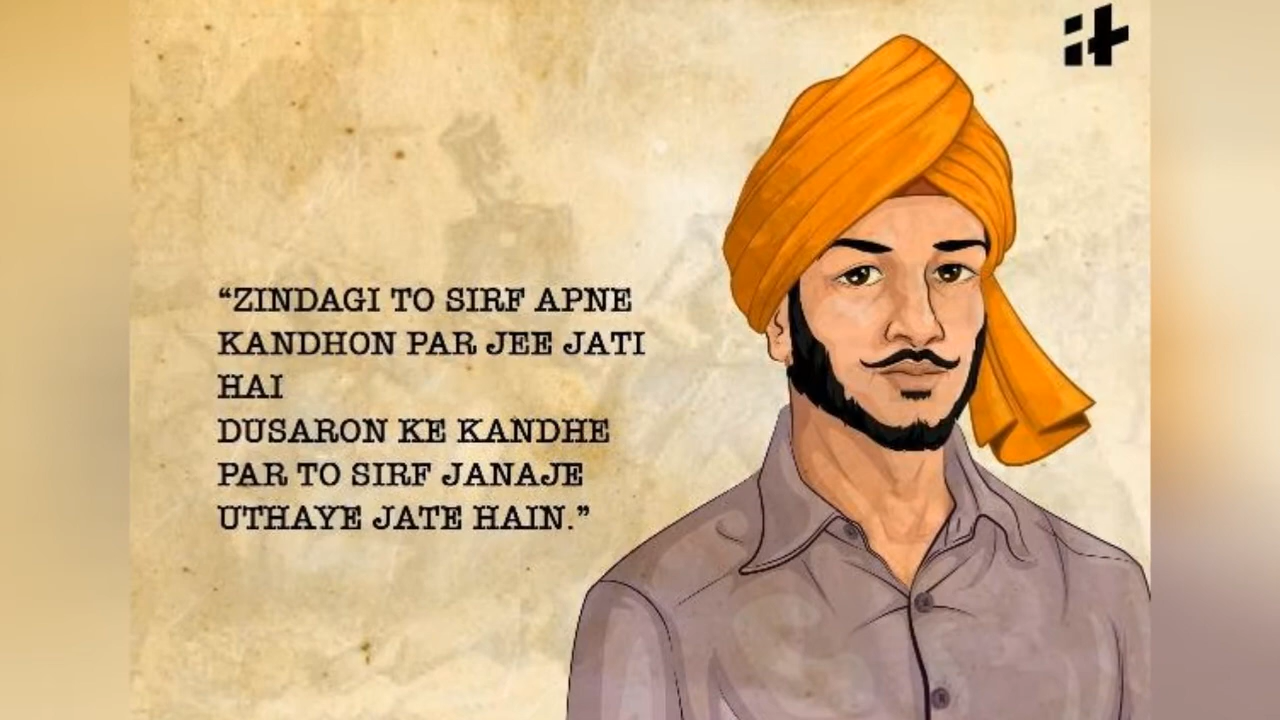 “ZINDAGI TO SIRF APNE
KANDHON PAR JEE JATI
HAI
DUSARON KE KANDHE
PAR TO SIRF JANAJE
UTHAYE JATE HAIN.”